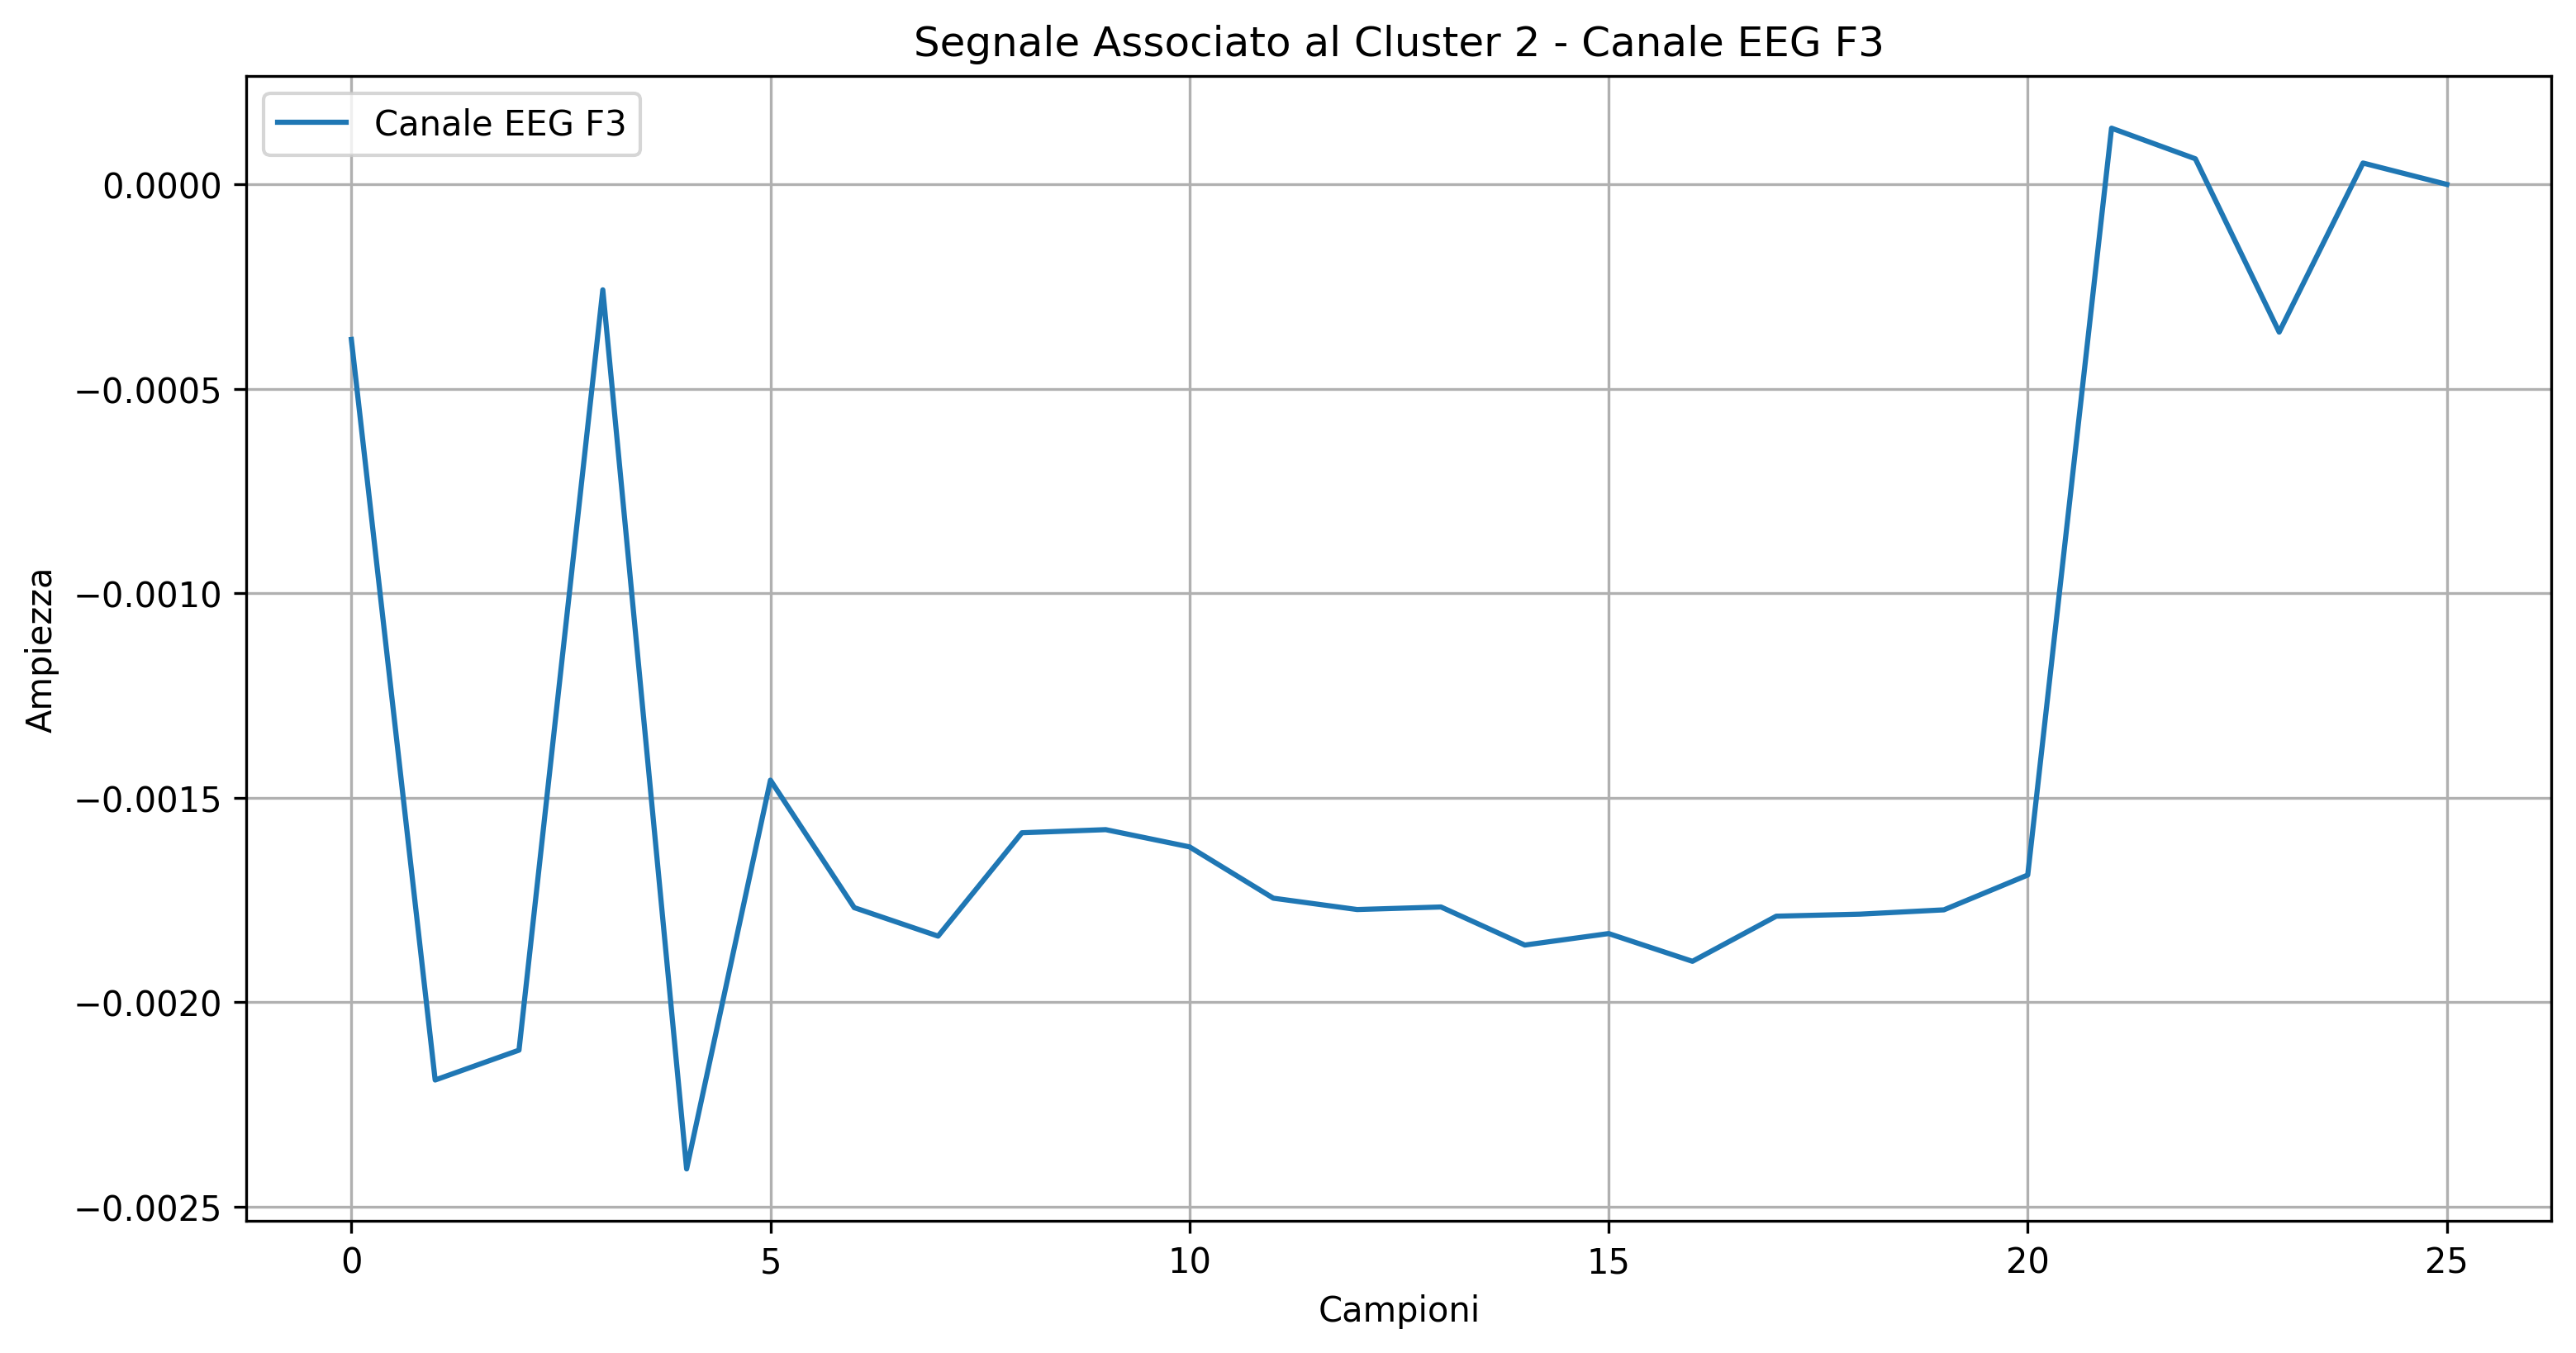 Segnale Associato al Cluster 2 - Canale EEG F3
Canale EEG F3
0.0000
−0.0005
−0.0010
−0.0015
−0.0020
−0.0025
Ampiezza
0 5 10 15 20 25
Campioni